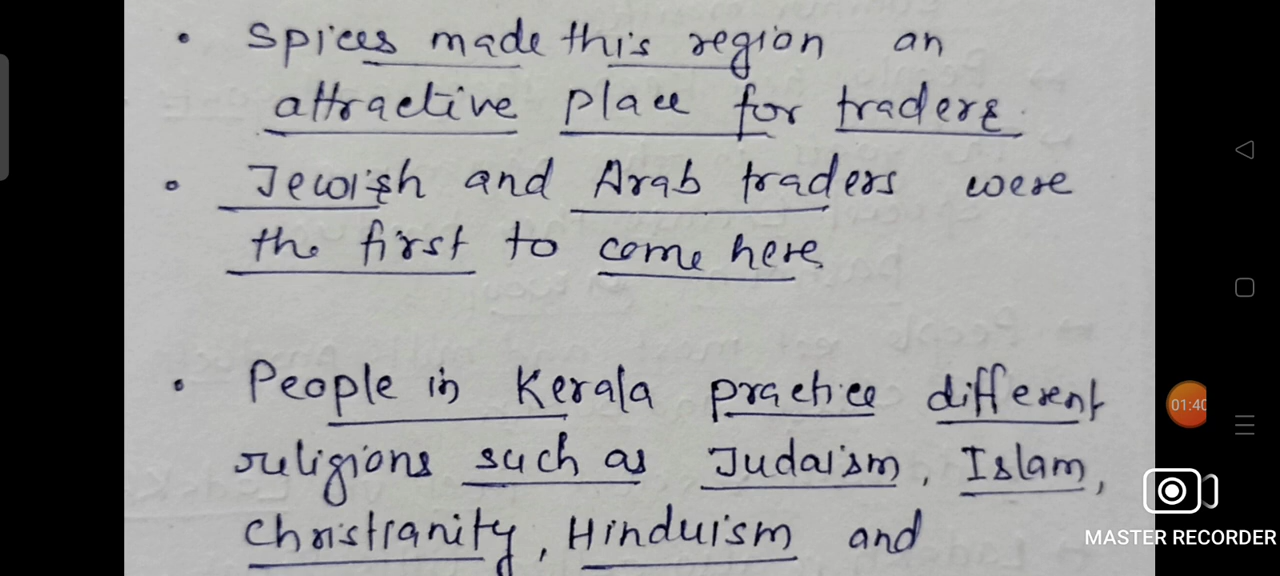 • Spices made this region an
attractive place for traders.
• Jewish and Arab traders were
the first to come here.
• People in Kerala practice different
religions such as Judaism, Islam,
Christianity, Hinduism and
01:40
MASTER RECORDER